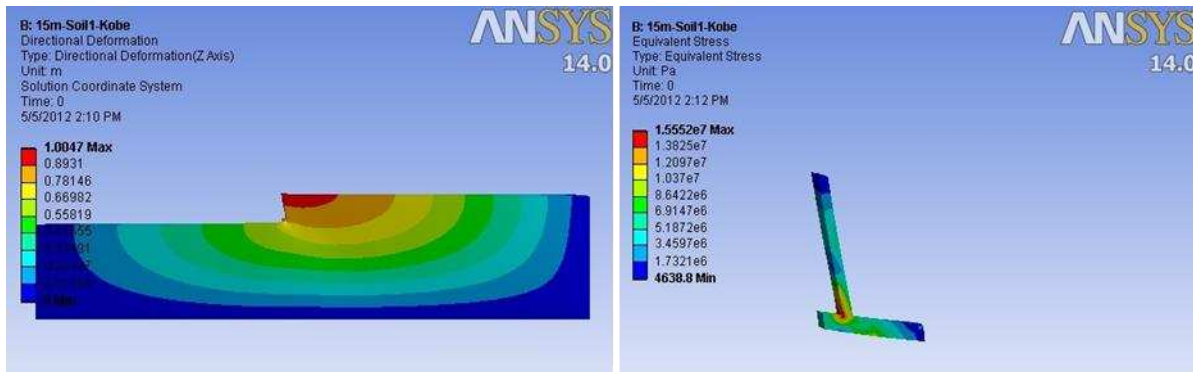 B: 15m-Soil1-Kobe
Directional Deformation
Type: Directional Deformation(Z Axis)
Unit: m
Solution Coordinate System
Time: 0
5/5/2012 2:10 PM
ANSYS
14.0
1.0047 Max
0.8931
0.78146
0.66982
0.55819
B: 15m-Soil1-Kobe
Equivalent Stress
Type: Equivalent Stress
Unit: Pa
Time: 0
5/5/2012 2:12 PM
ANSYS
14.0
1.5552e7 Max
1.3825e7
1.2097e7
1.037e7
8.6422e6
6.9147e6
5.1872e6
3.4597e6
1.7321e6
4638.8 Min